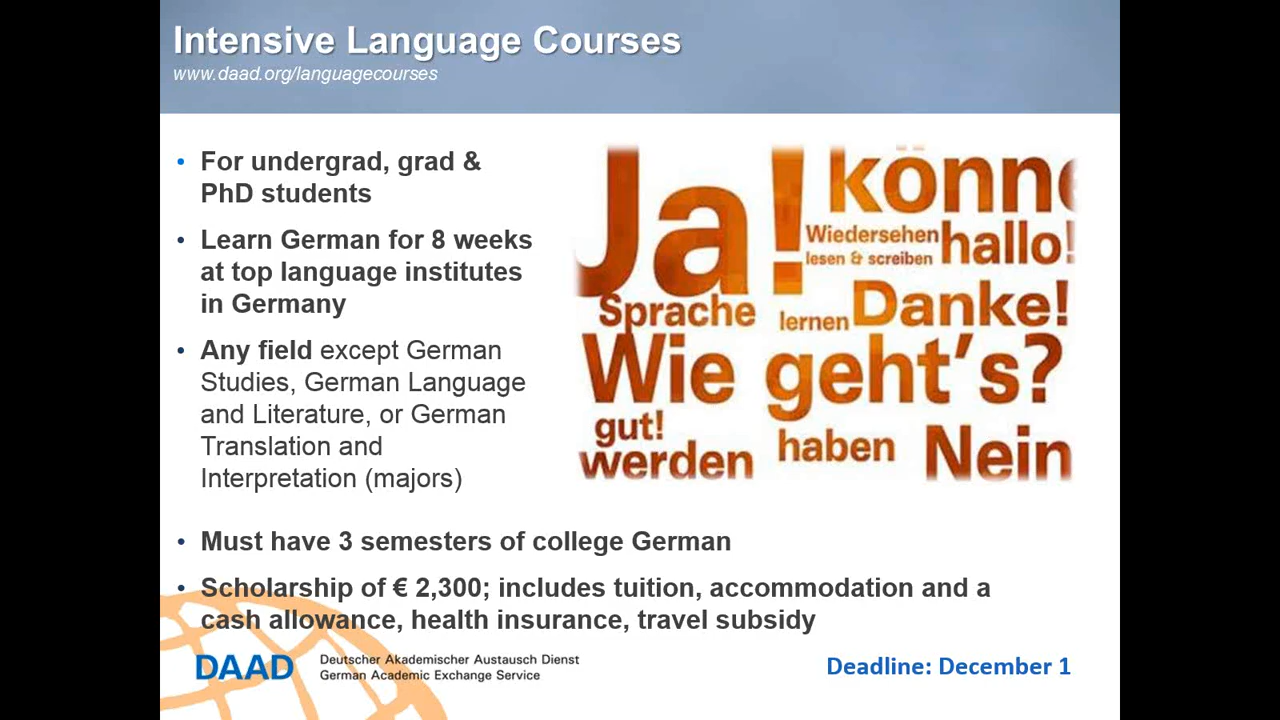 Intensive Language Courses
www.daad.org/languagecourses
• For undergrad, grad &
PhD students
• Learn German for 8 weeks
at top language institutes
in Germany
• Any field except German
Studies, German Language
and Literature, or German
Translation and
Interpretation (majors)
Ja!
könne
Wiedersehen
hallo!
lesen & screiben
Sprache
lernen
Danke!
Wie geht's?
gut!
werden
haben
Nein
• Must have 3 semesters of college German
• Scholarship of € 2,300; includes tuition, accommodation and a
cash allowance, health insurance, travel subsidy
DAAD
Deutscher Akademischer Austausch Dienst
German Academic Exchange Service
Deadline: December 1